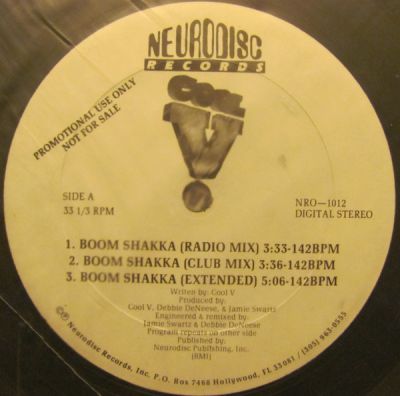 NEURODISC
RECORDS
PROMOTIONAL USE ONLY
NOT FOR SALE
COOL
V
SIDE A
33 1/3 RPM
NRO—1012
DIGITAL STEREO
1. BOOM SHAKKA (RADIO MIX) 3:33-142BPM
2. BOOM SHAKKA (CLUB MIX) 3:36-142BPM
3. BOOM SHAKKA (EXTENDED) 5:06-142BPM
Writen by: Cool V
Produced by:
Cool V, Debbie DeNeese, & Jamie Swartz
Engineered & remixed by:
Jamie Swartz & Debbie DeNeese
Program repeats on other side
Published by:
Neurodisc Publishing, Inc.
(BMI)
©℗ Neurodisc Records, Inc. P.O. Box 7468 Hollywood, FL 33081 / (305) 963-0555